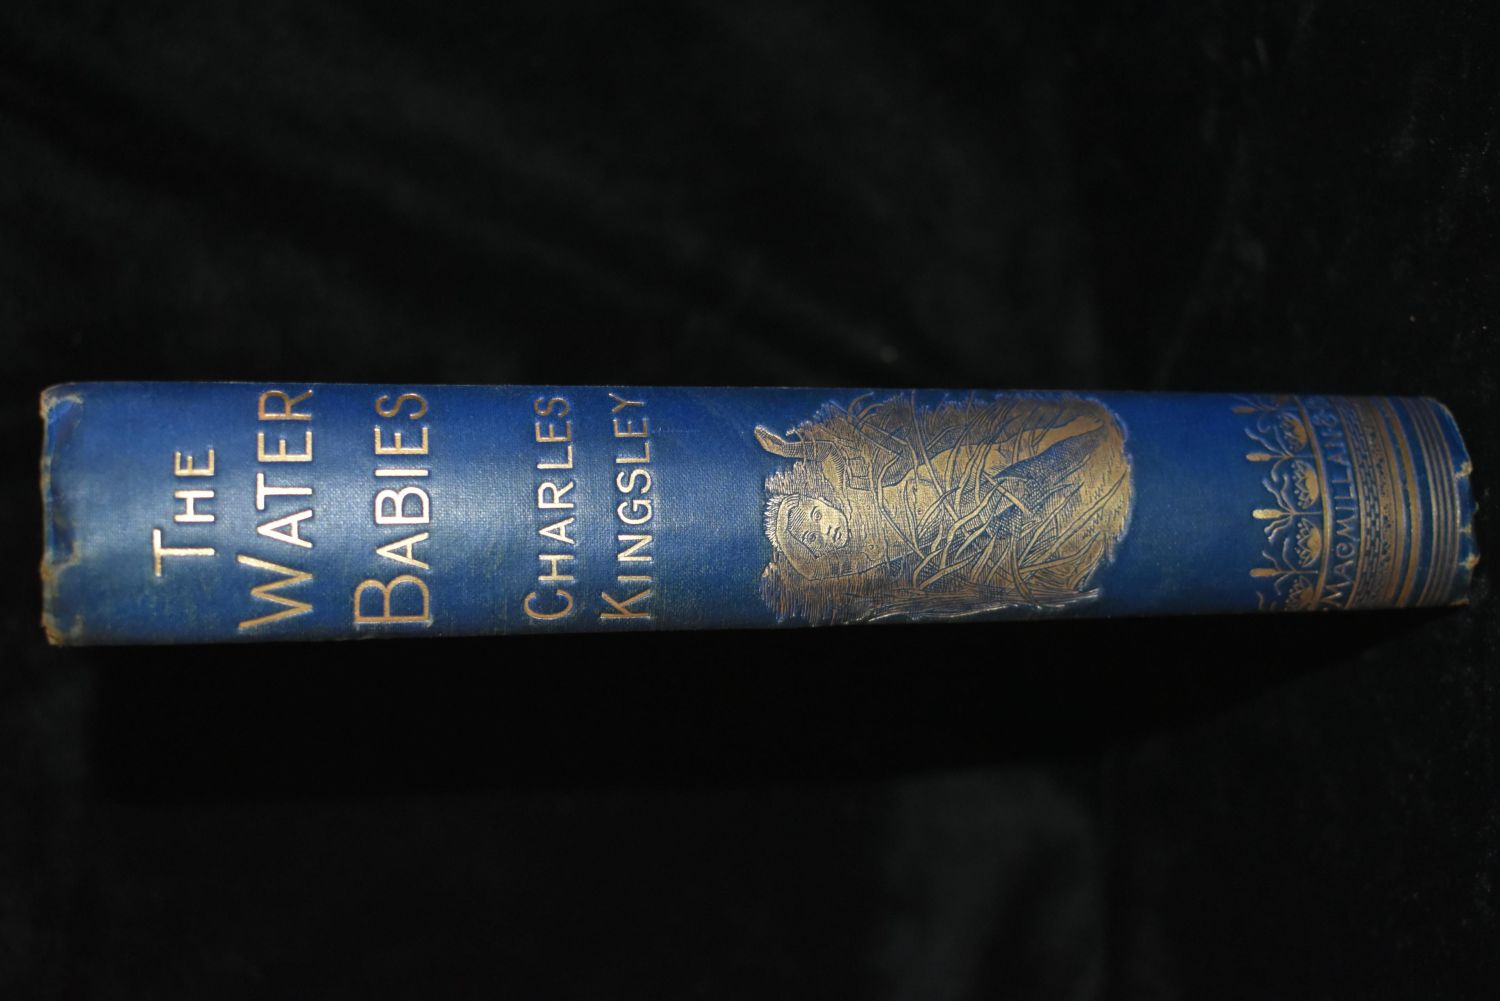 THE
WATER
BABIES
CHARLES
KINGSLEY
MACMILLAN & Co